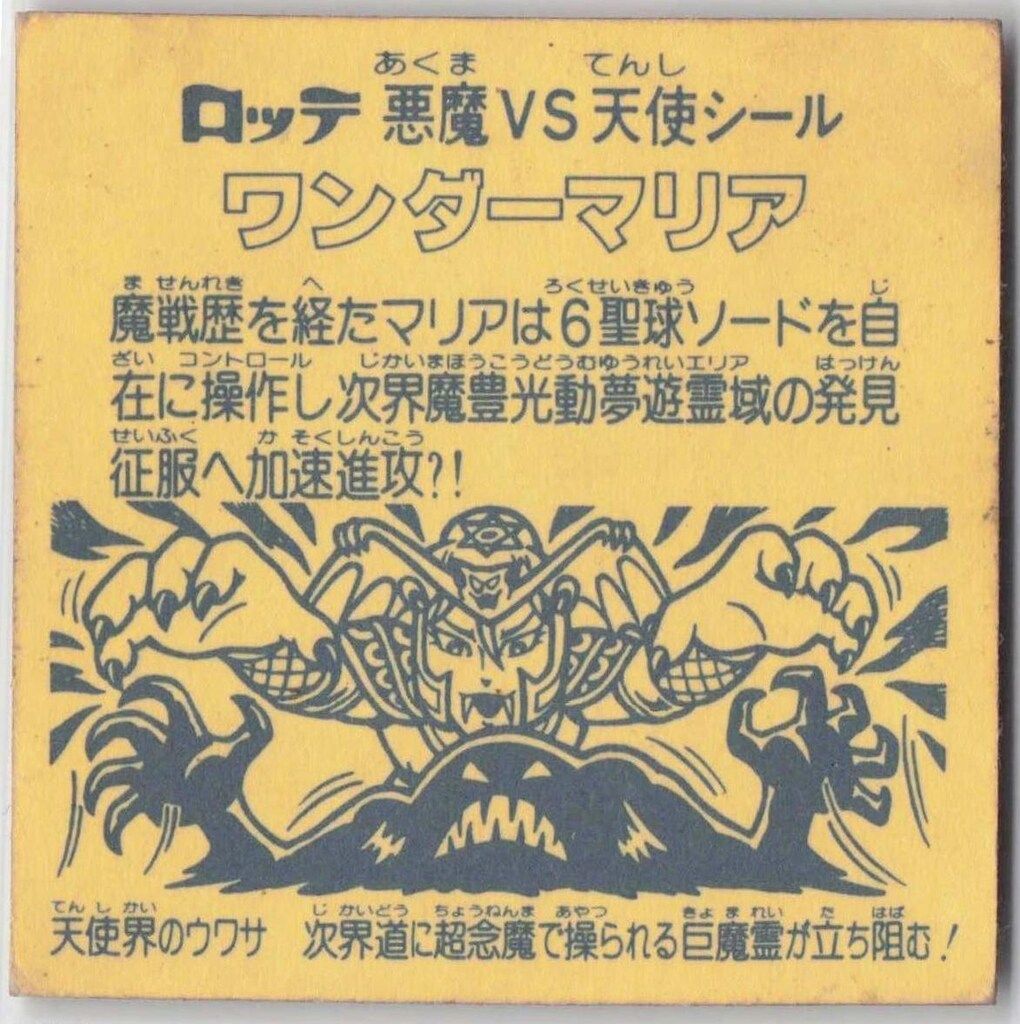 あくま てんし
ロッテ 悪魔VS天使シール
ワンダーマリア
ま せんれき へ ろくせいきゅう じ
魔戦歴を経たマリアは6聖球ソードを自
ざい コントロール じかいまほうこうどうむゆうれいエリア はっけん
在に操作し次界魔豊光動夢遊霊域の発見
せいふく か そくしんこう
征服へ加速進攻?!
てん し かい じ かいどう ちょうねんま あやつ きょ ま れい た はば
天使界のウワサ 次界道に超念魔で操られる巨魔霊が立ち阻む!